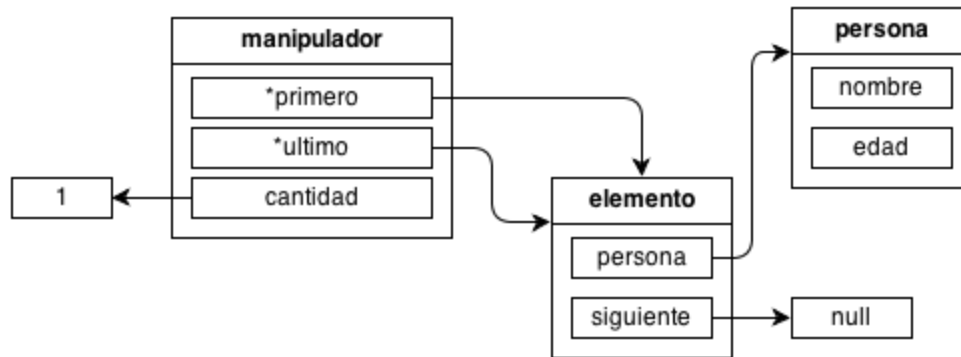 manipulador
*primero
*ultimo
cantidad
1
elemento
persona
siguiente
null
persona
nombre
edad